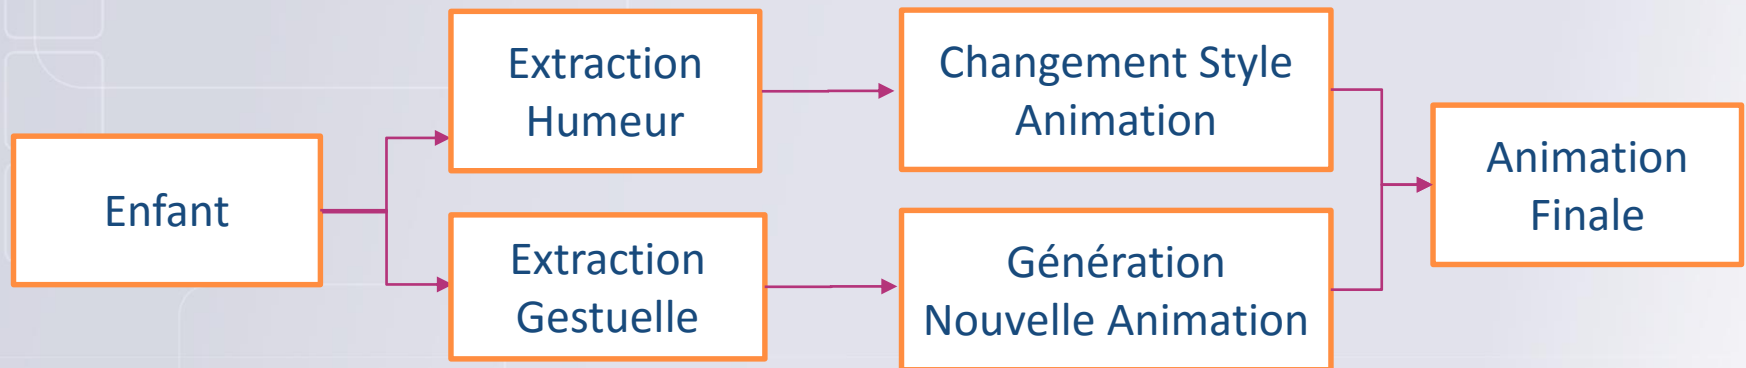 Enfant
Extraction
Humeur
Changement Style
Animation
Extraction
Gestuelle
Génération
Nouvelle Animation
Animation
Finale